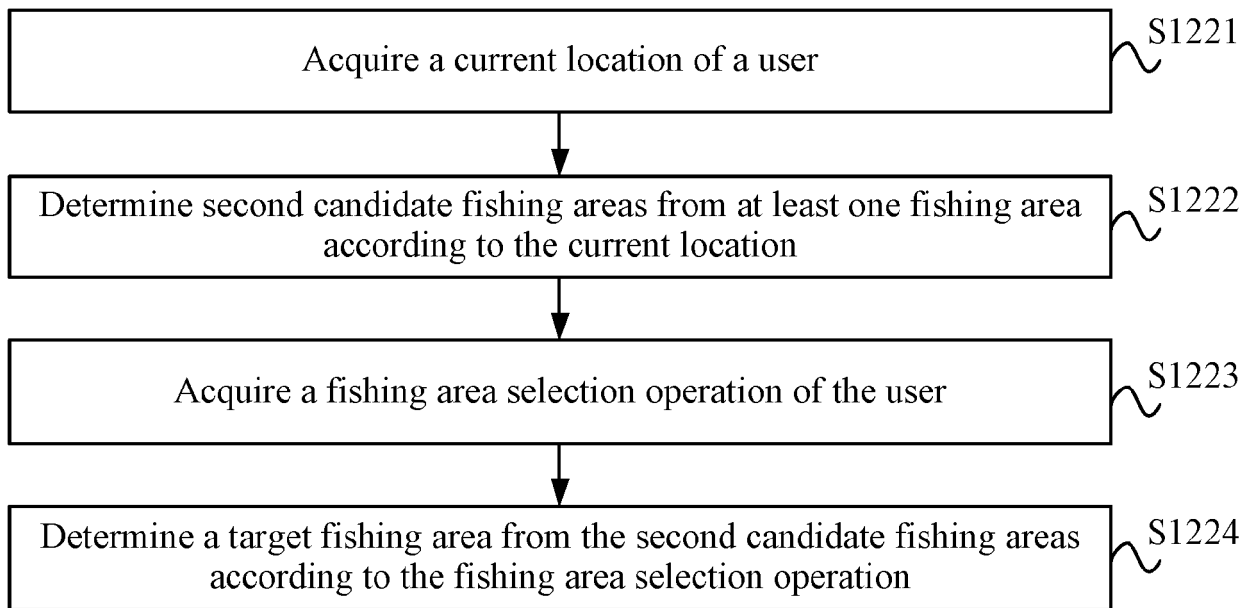 Acquire a current location of a user
S1221
Determine second candidate fishing areas from at least one fishing area
according to the current location
S1222
Acquire a fishing area selection operation of the user
S1223
Determine a target fishing area from the second candidate fishing areas
according to the fishing area selection operation
S1224